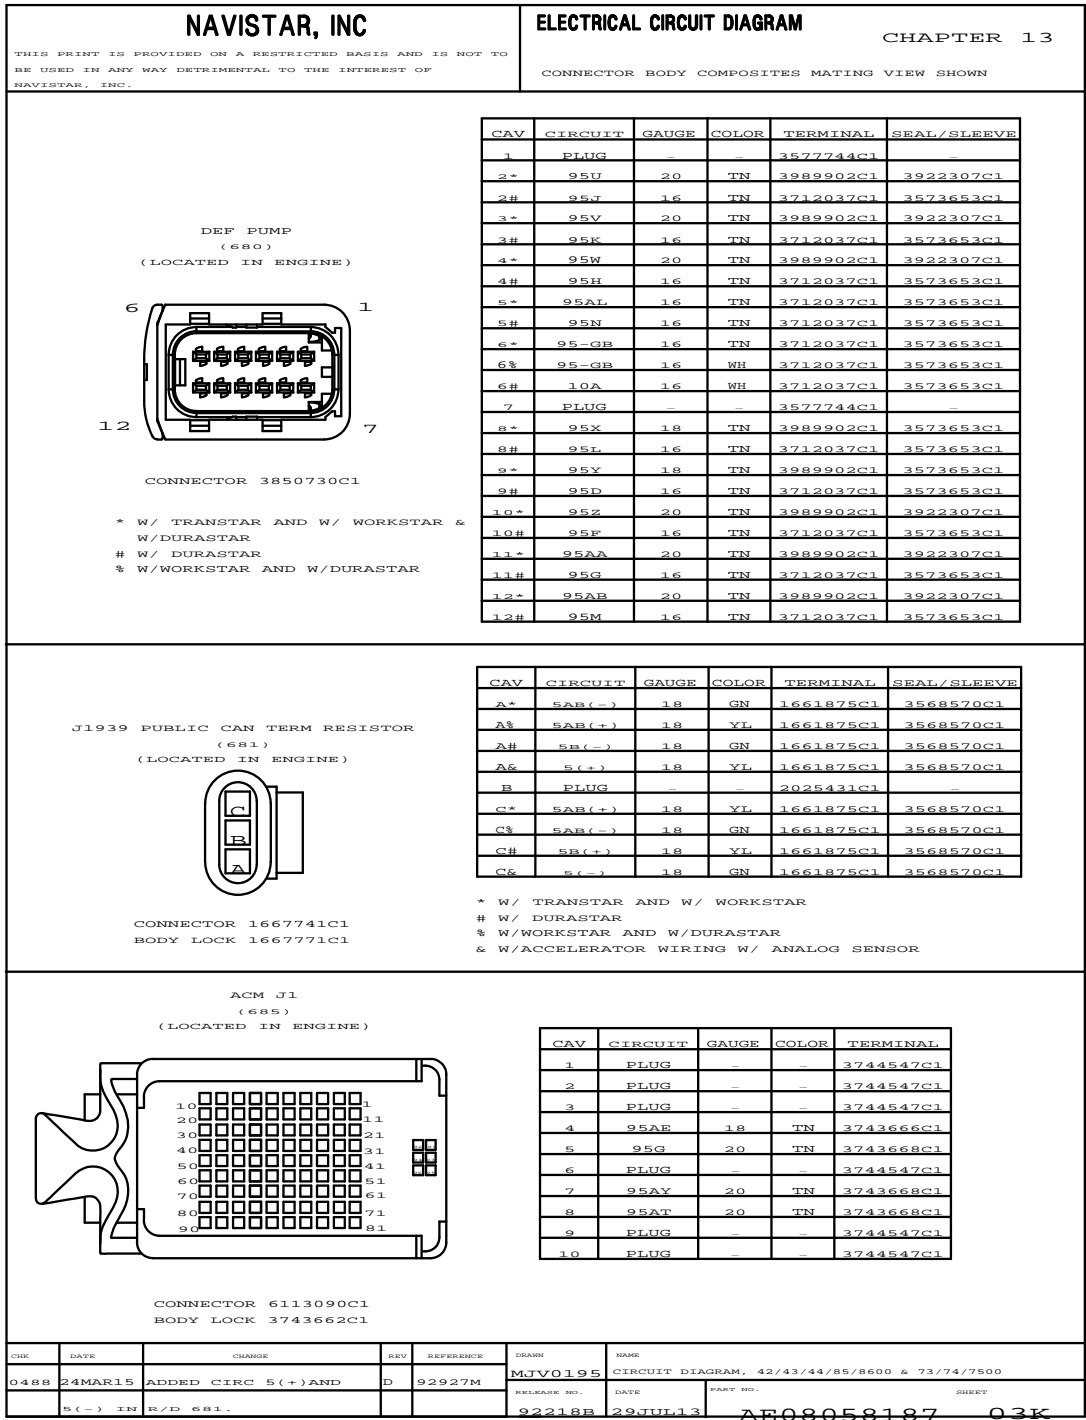 NAVISTAR, INC
THIS PRINT IS PROVIDED ON A RESTRICTED BASIS AND IS NOT TO
BE USED IN ANY WAY DETRIMENTAL TO THE INTEREST OF
NAVISTAR, INC.
ELECTRICAL CIRCUIT DIAGRAM
CHAPTER 13
CONNECTOR BODY COMPOSITES MATING VIEW SHOWN
DEF PUMP
(680)
(LOCATED IN ENGINE)
6 1
12 7
CONNECTOR 3850730C1
* W/ TRANSTAR AND W/ WORKSTAR &
W/DURASTAR
# W/ DURASTAR
% W/WORKSTAR AND W/DURASTAR
CAV CIRCUIT GAUGE COLOR TERMINAL SEAL/SLEEVE
1 PLUG – – 3577744C1 –
2* 95U 20 TN 3989902C1 3922307C1
2# 95J 16 TN 3712037C1 3573653C1
3* 95V 20 TN 3989902C1 3922307C1
3# 95K 16 TN 3712037C1 3573653C1
4* 95W 20 TN 3989902C1 3922307C1
4# 95H 16 TN 3712037C1 3573653C1
5* 95AL 16 TN 3712037C1 3573653C1
5# 95N 16 TN 3712037C1 3573653C1
6* 95-GB 16 TN 3712037C1 3573653C1
6% 95-GB 16 WH 3712037C1 3573653C1
6# 10A 16 WH 3712037C1 3573653C1
7 PLUG – – 3577744C1 –
8* 95X 18 TN 3989902C1 3573653C1
8# 95L 16 TN 3712037C1 3573653C1
9* 95Y 18 TN 3989902C1 3573653C1
9# 95D 16 TN 3712037C1 3573653C1
10* 95Z 20 TN 3989902C1 3573653C1
10# 95F 16 TN 3712037C1 3573653C1
11* 95AA 20 TN 3989902C1 3922307C1
11# 95G 16 TN 3712037C1 3573653C1
12* 95AB 20 TN 3989902C1 3922307C1
12# 95M 16 TN 3712037C1 3573653C1
J1939 PUBLIC CAN TERM RESISTOR
(681)
(LOCATED IN ENGINE)
C
B
A
CONNECTOR 1667741C1
BODY LOCK 1667771C1
CAV CIRCUIT GAUGE COLOR TERMINAL SEAL/SLEEVE
A* 5AB(-) 18 GN 1661875C1 3568570C1
A% 5AB(+) 18 YL 1661875C1 3568570C1
A# 5B(-) 18 GN 1661875C1 3568570C1
A& 5(+) 18 YL 1661875C1 3568570C1
B PLUG – – 2025431C1 –
C* 5AB(+) 18 YL 1661875C1 3568570C1
C% 5AB(-) 18 GN 1661875C1 3568570C1
C# 5B(+) 18 YL 1661875C1 3568570C1
C& 5(-) 18 GN 1661875C1 3568570C1
* W/ TRANSTAR AND W/ WORKSTAR
# W/ DURASTAR
% W/WORKSTAR AND W/DURASTAR
& W/ACCELERATOR WIRING W/ ANALOG SENSOR
ACM J1
(685)
(LOCATED IN ENGINE)
10 1
20 11
30 21
40 31
50 41
60 51
70 61
80 71
90 81
CONNECTOR 6113090C1
BODY LOCK 3743662C1
CAV CIRCUIT GAUGE COLOR TERMINAL
1 PLUG – – 3744547C1
2 PLUG – – 3744547C1
3 PLUG – – 3744547C1
4 95AE 18 TN 3743666C1
5 95G 20 TN 3743668C1
6 PLUG – – 3744547C1
7 95AY 20 TN 3743668C1
8 95AT 20 TN 3743668C1
9 PLUG – – 3744547C1
10 PLUG – – 3744547C1
CHK DATE CHANGE REV REFERENCE
0488 24MAR15 ADDED CIRC 5(+)AND D 92927M
5(-) IN R/D 681.
DRAWN
MJV0195
NAME
CIRCUIT DIAGRAM, 42/43/44/85/8600 & 73/74/7500
RELEASE NO.
92218B
DATE
29JUL13
PART NO.
AE08058187
SHEET
03K